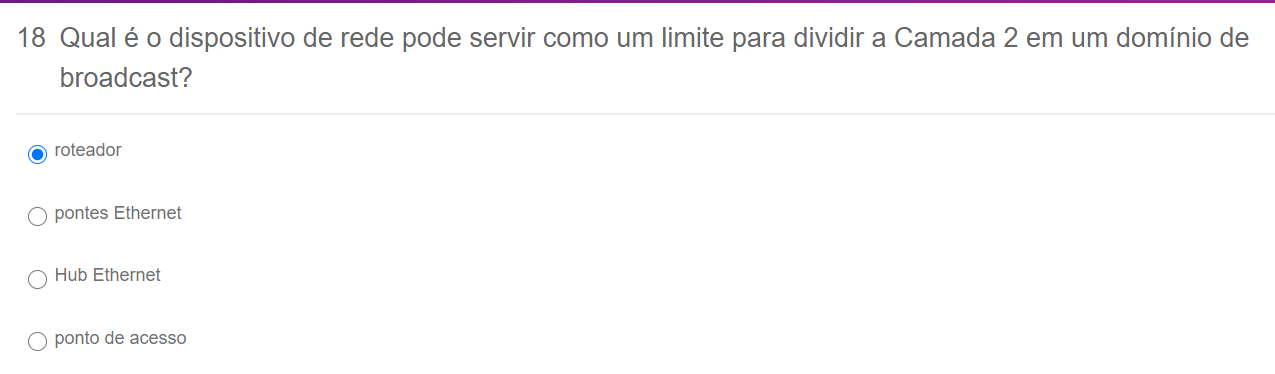 18 Qual é o dispositivo de rede pode servir como um limite para dividir a Camada 2 em um domínio de
broadcast?
roteador
pontes Ethernet
Hub Ethernet
ponto de acesso